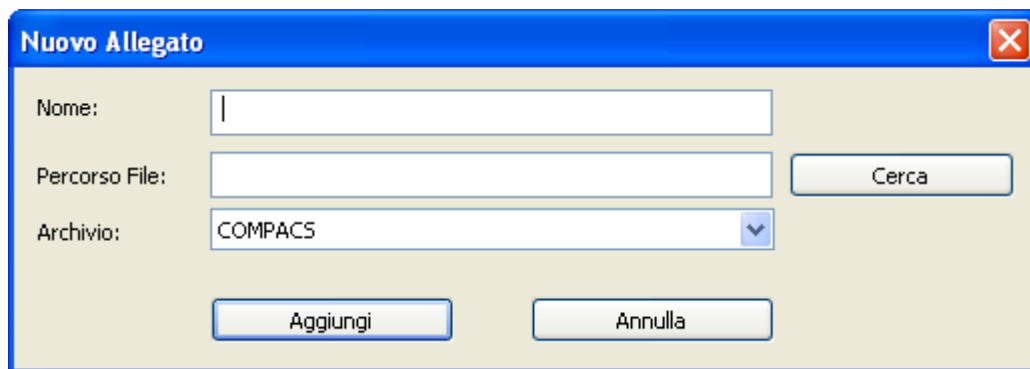 Nuovo Allegato
Nome:
Percorso File:
Cerca
Archivio:
COMPACS
Aggiungi
Annulla